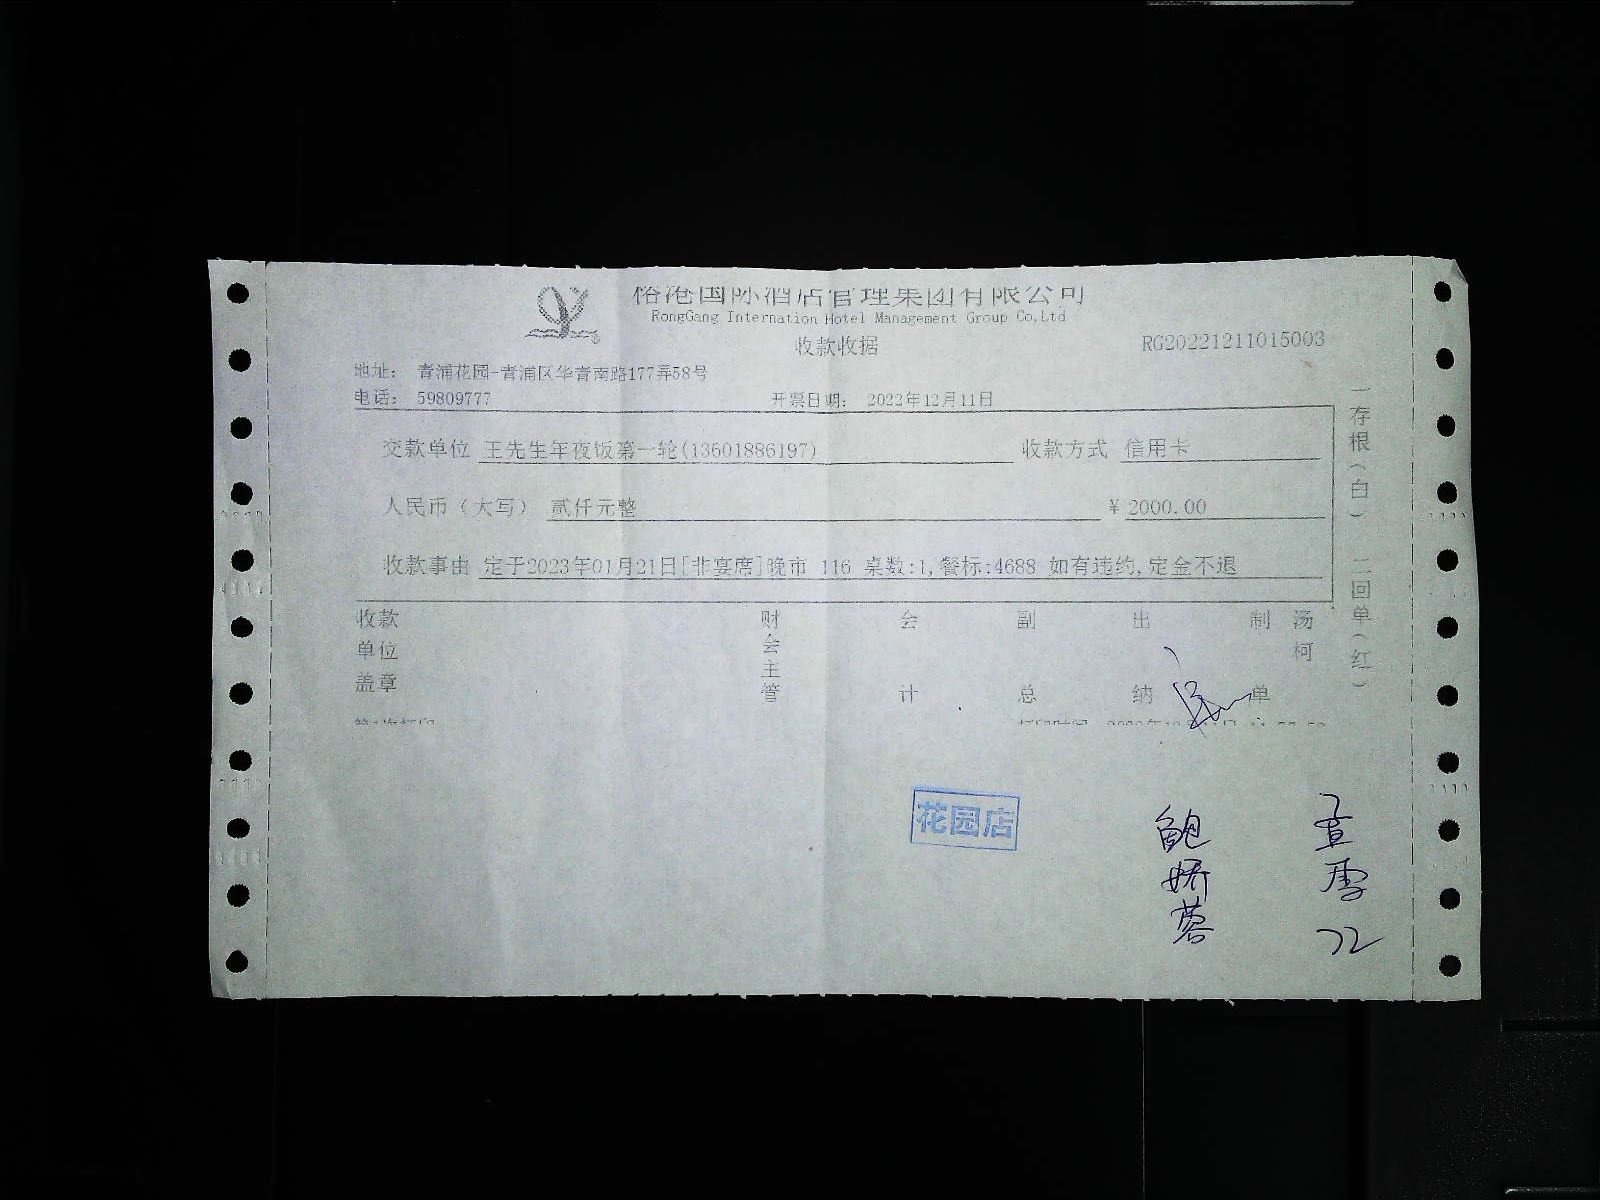 榕港国际酒店管理集团有限公司
RongGang Internation Hotel Management Group Co,Ltd
收款收据
RG20221211015003
地址： 青浦花园-青浦区华青南路177弄58号
电话： 59809777 开票日期： 2022年12月11日
交款单位 王先生年夜饭第一轮(13601886197) 收款方式 信用卡
人民币（大写） 贰仟元整 ¥ 2000.00
收款事由 定于2023年01月21日[非宴席]晚市 116 桌数:1,餐标:4688 如有违约,定金不退
一存根（白） 二回单（红）
收款单位盖章 财会主管 会计 副总 出纳 制单 汤柯
花园店
鲍娇蓉